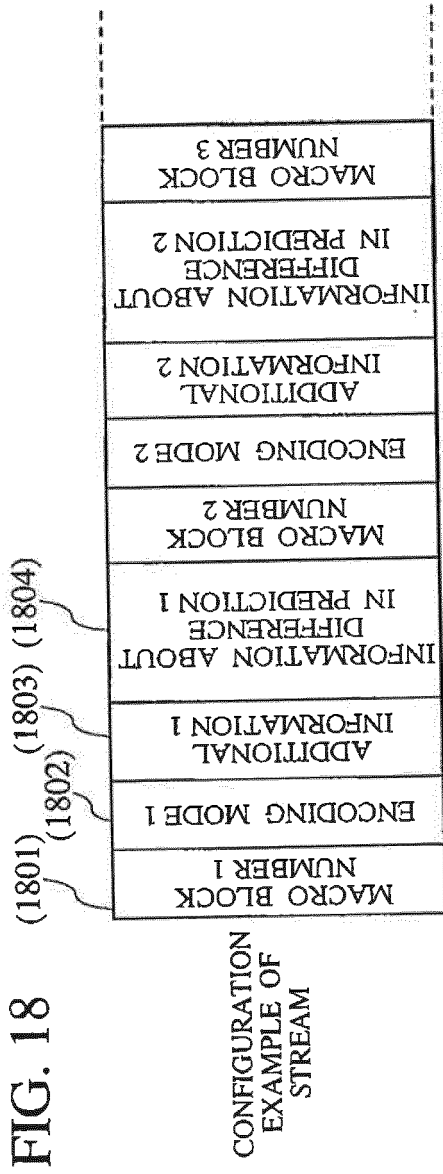 FIG. 18
(1801)
(1802)
(1803)
(1804)
CONFIGURATION
EXAMPLE OF
STREAM
MACRO BLOCK
NUMBER 1
ENCODING MODE 1
ADDITIONAL
INFORMATION 1
INFORMATION ABOUT
DIFFERENCE
IN PREDICTION 1
MACRO BLOCK
NUMBER 2
ENCODING MODE 2
ADDITIONAL
INFORMATION 2
INFORMATION ABOUT
DIFFERENCE
IN PREDICTION 2
MACRO BLOCK
NUMBER 3